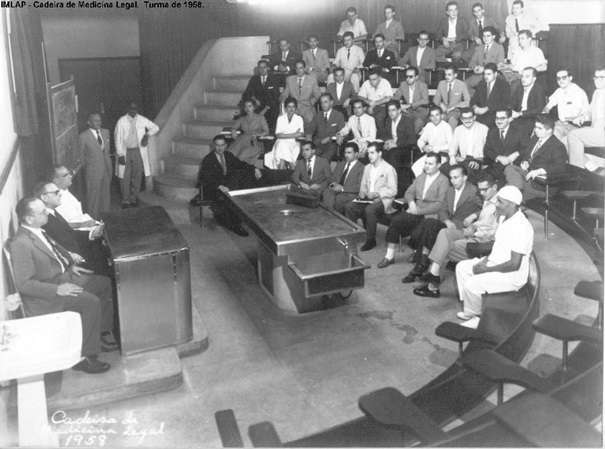 IMLAP - Cadeira de Medicina Legal. Turma de 1958.
Cadeira de
Medicina Legal
1958